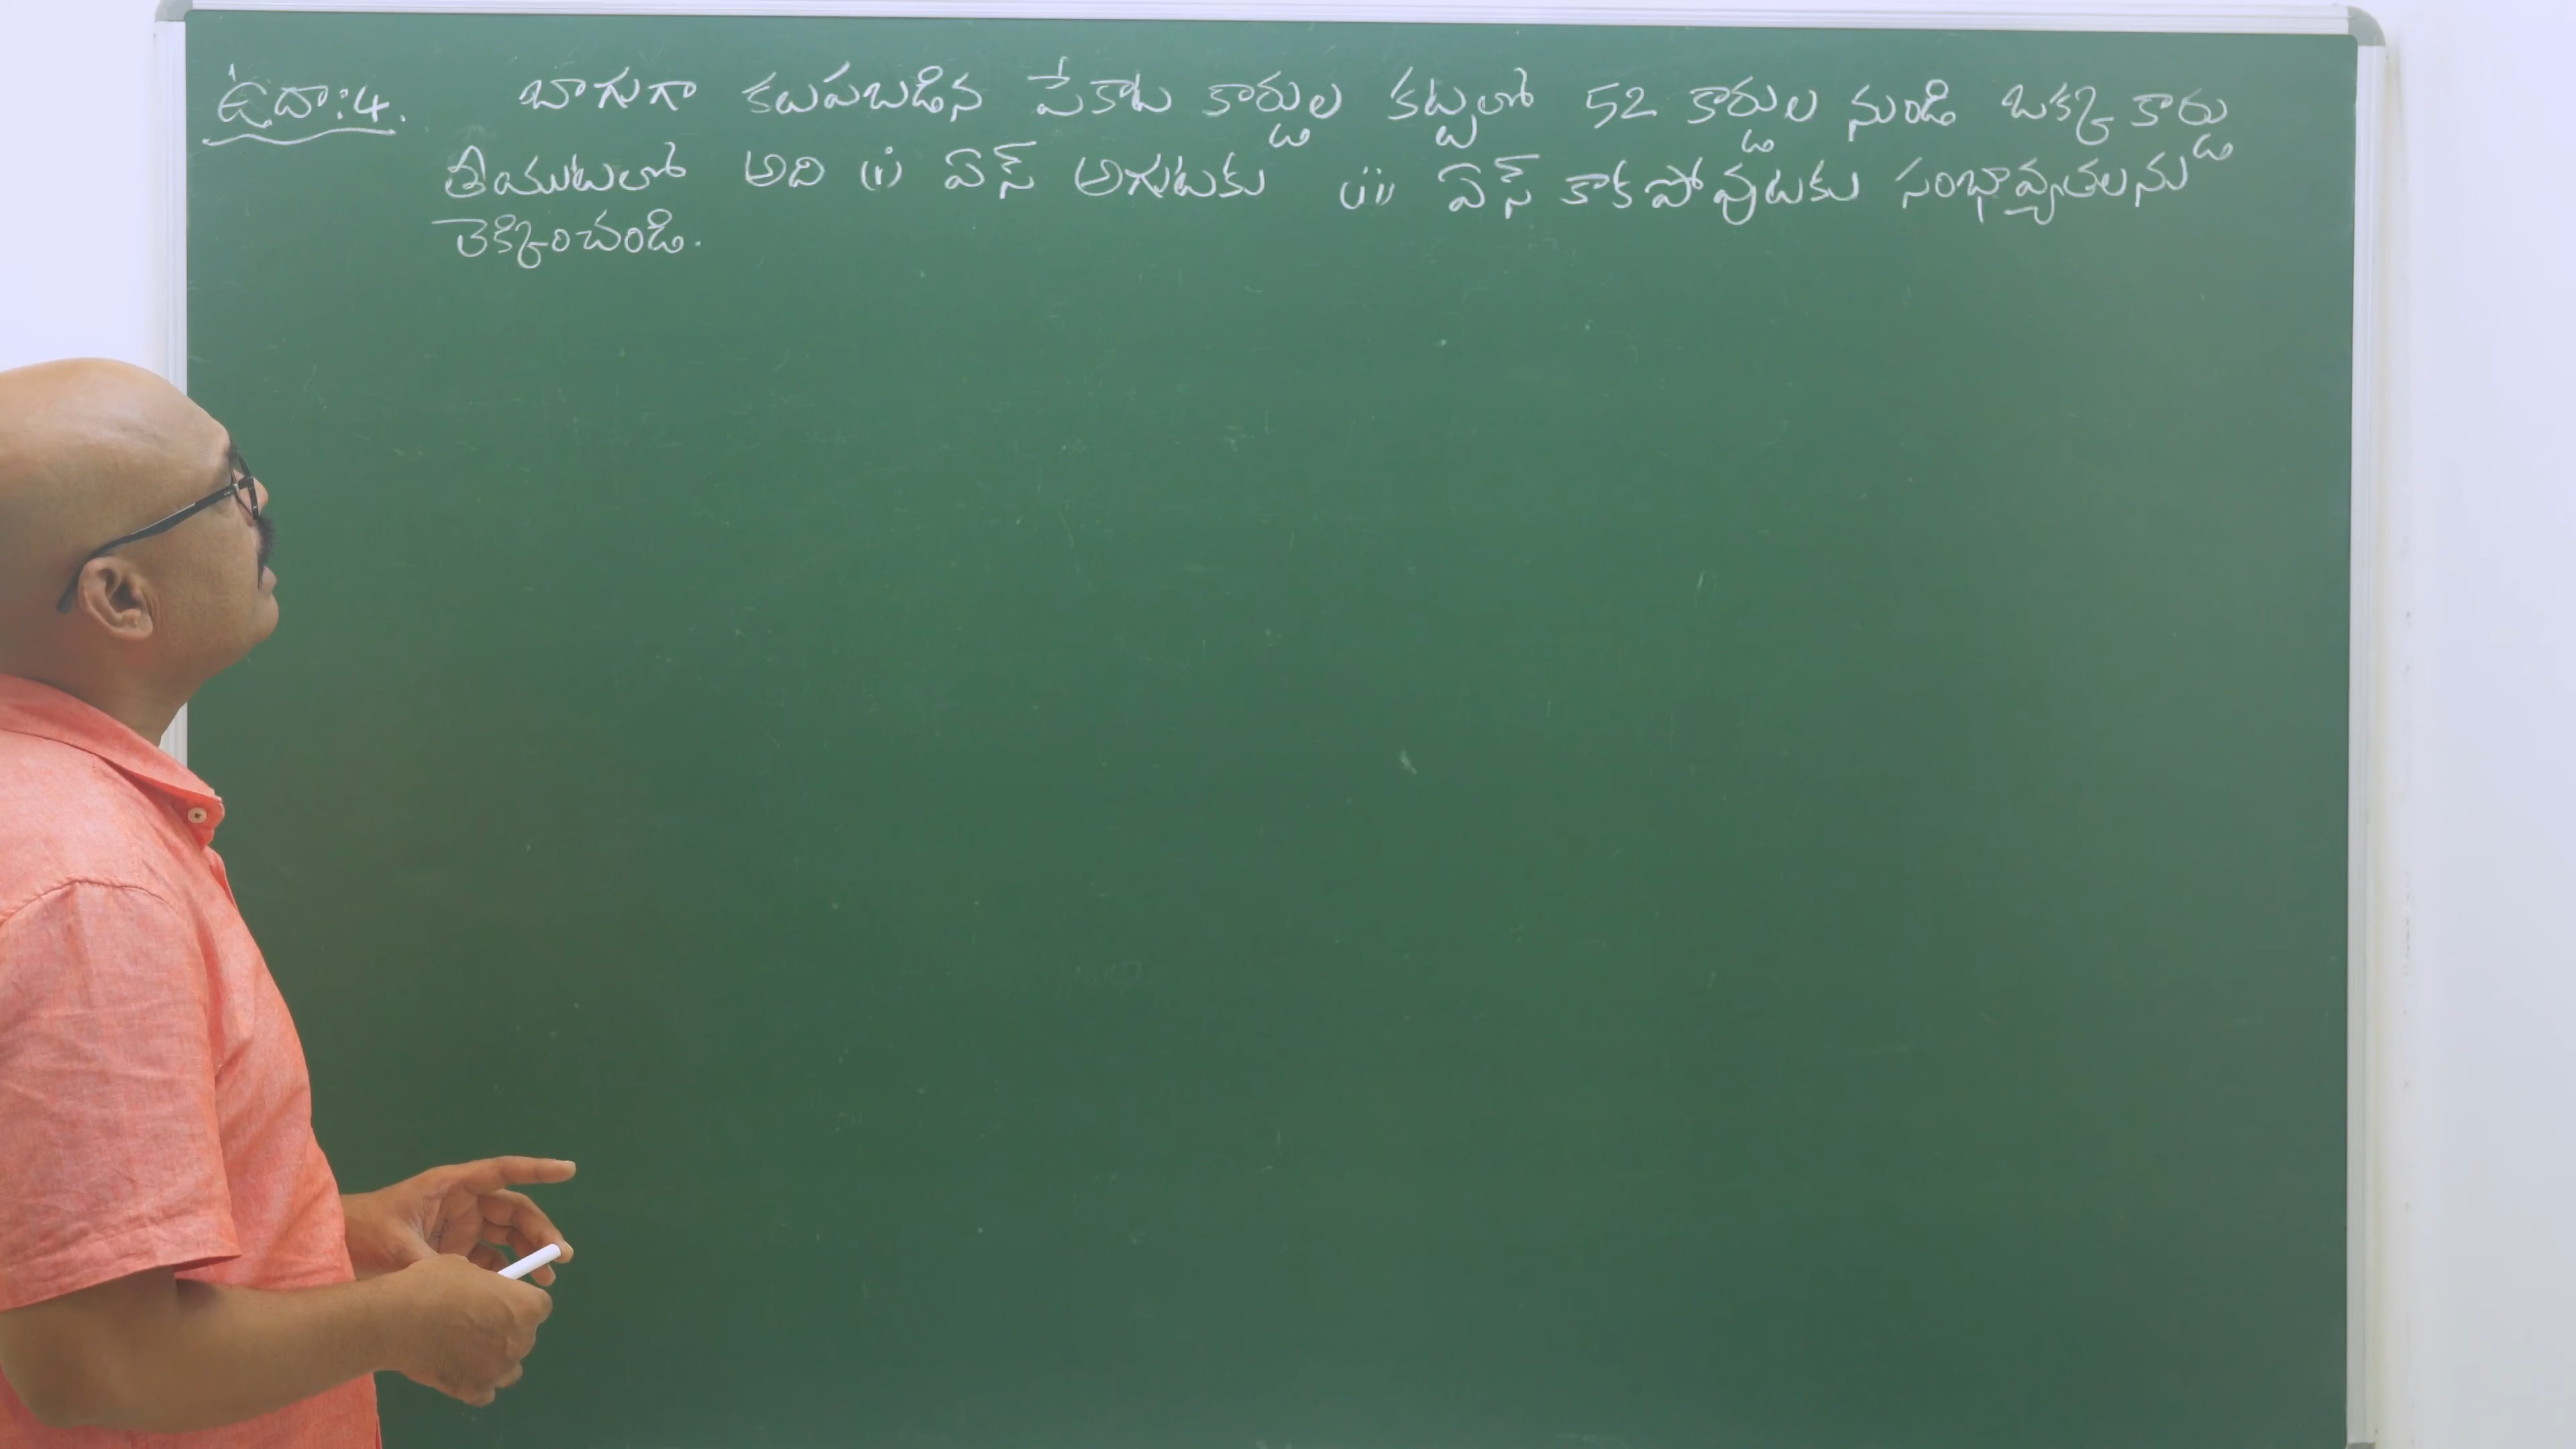 ఉదా:4. బాగుగా కలుపబడిన పేకాట కార్డుల కట్టలో 52 కార్డుల నుండి ఒక్క కార్డు
తీయుటలో అది (i) ఏస్ అగుటకు (ii) ఏస్ కాకపోవుటకు సంభావ్యతలను
లెక్కించండి.